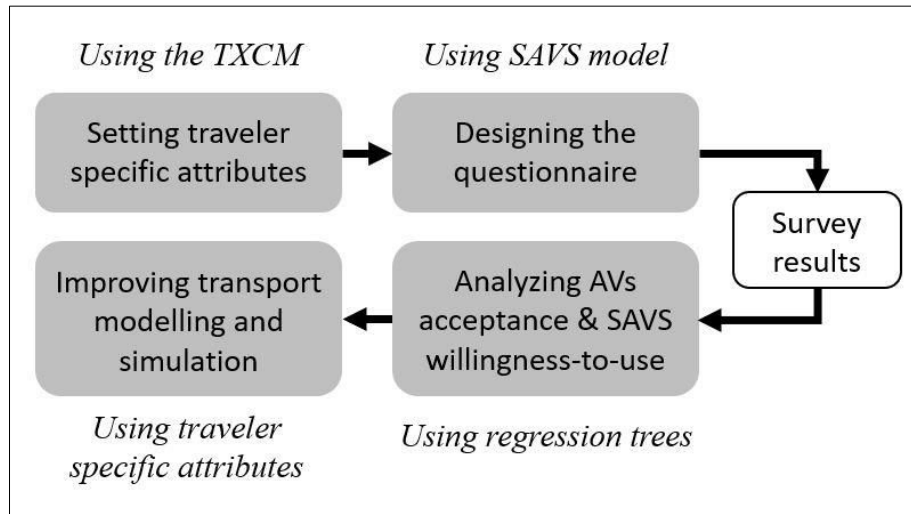 Using the TXCM
Setting traveler
specific attributes
Using SAVS model
Designing the
questionnaire
Survey
results
Analyzing AVs
acceptance & SAVS
willingness-to-use
Using regression trees
Improving transport
modelling and
simulation
Using traveler
specific attributes